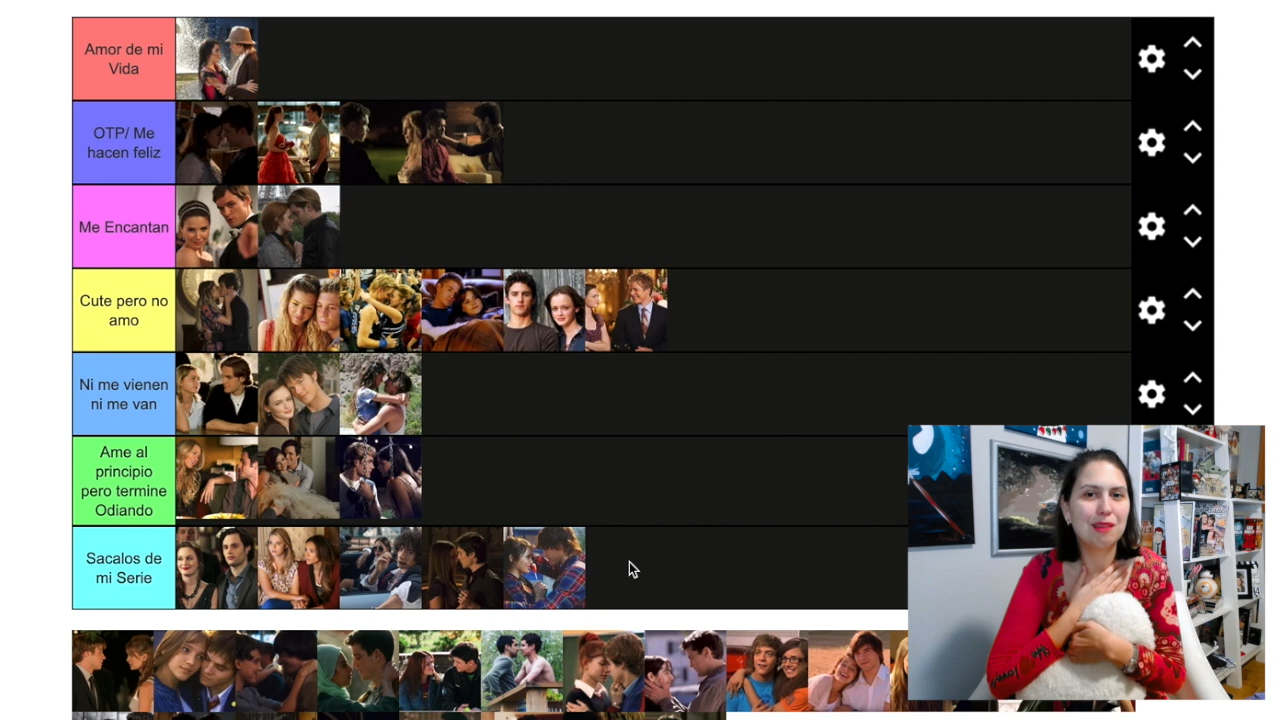 Amor de mi
Vida
OTP/ Me
hacen feliz
Me Encantan
Cute pero no
amo
Ni me vienen
ni me van
Ame al
principio
pero termine
Odiando
Sacalos de
mi Serie